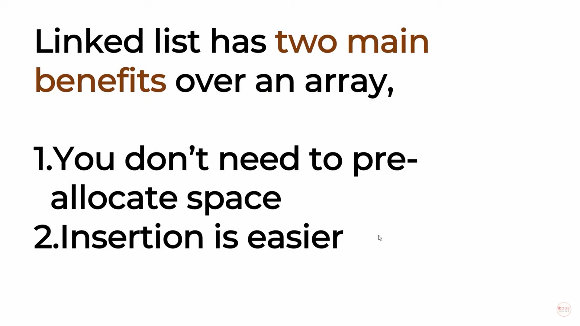 Linked list has two main
benefits over an array,
1.You don't need to pre-
allocate space
2.Insertion is easier